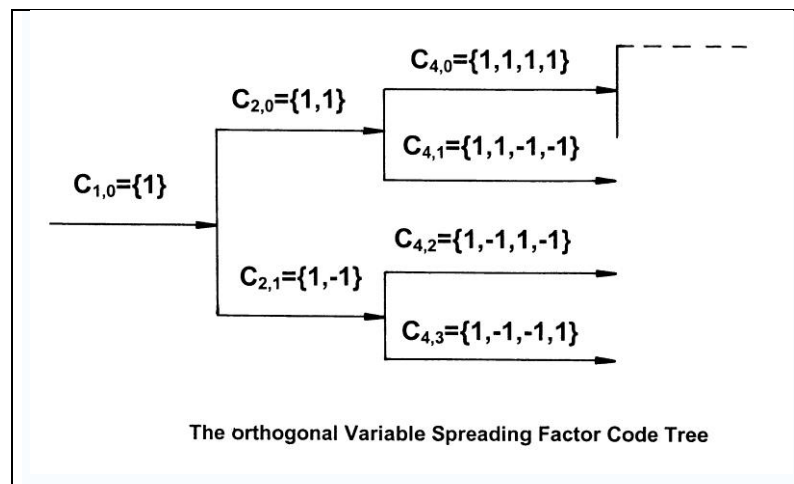 C4,0={1,1,1,1}
C2,0={1,1}
C4,1={1,1,-1,-1}
C1,0={1}
C4,2={1,-1,1,-1}
C2,1={1,-1}
C4,3={1,-1,-1,1}
The orthogonal Variable Spreading Factor Code Tree